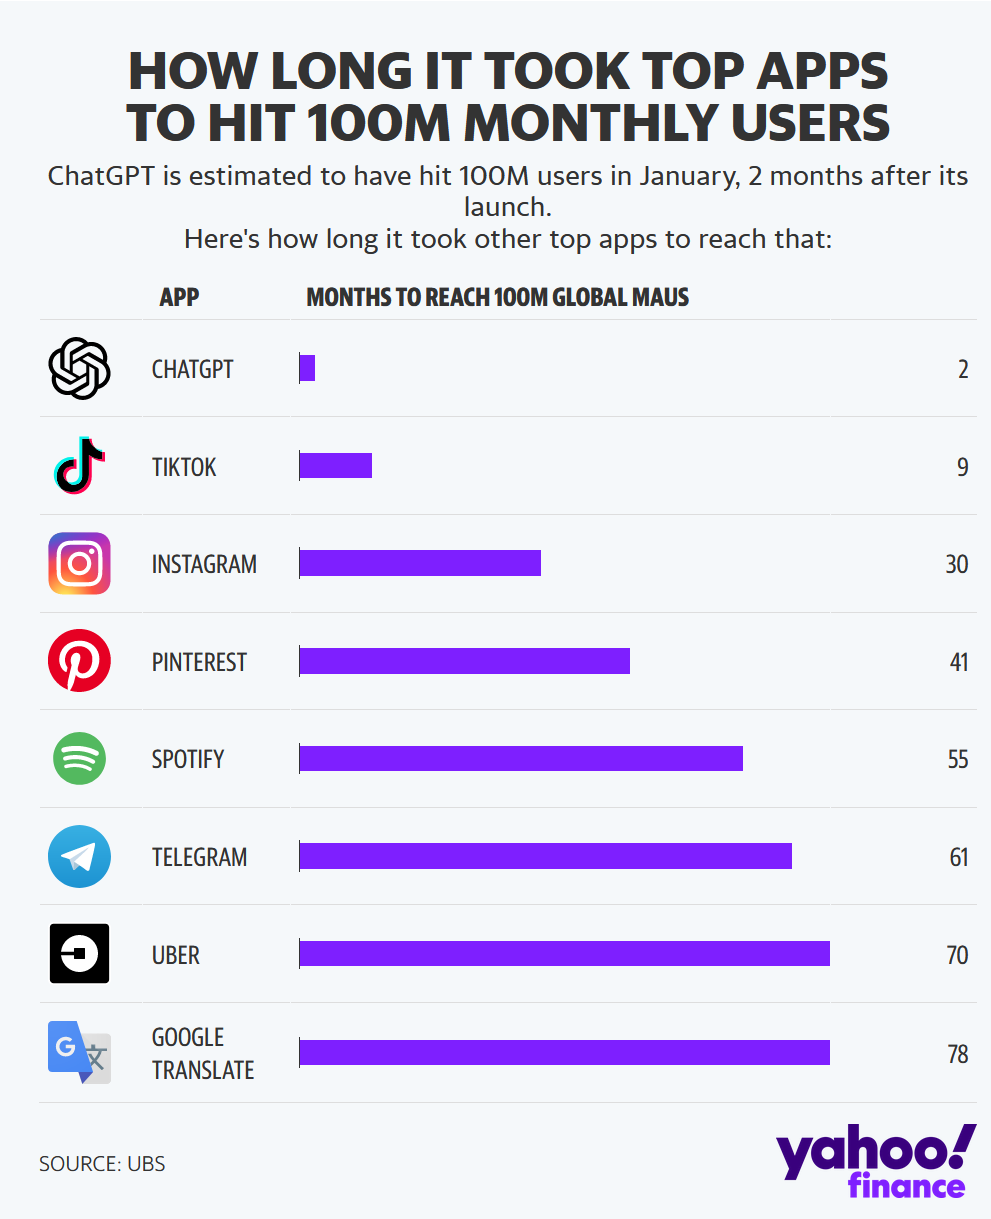 HOW LONG IT TOOK TOP APPS
TO HIT 100M MONTHLY USERS
ChatGPT is estimated to have hit 100M users in January, 2 months after its
launch.
Here's how long it took other top apps to reach that:
APP MONTHS TO REACH 100M GLOBAL MAUS
CHATGPT 2
TIKTOK 9
INSTAGRAM 30
PINTEREST 41
SPOTIFY 55
TELEGRAM 61
UBER 70
GOOGLE
TRANSLATE 78
G 文
SOURCE: UBS
yahoo!
finance